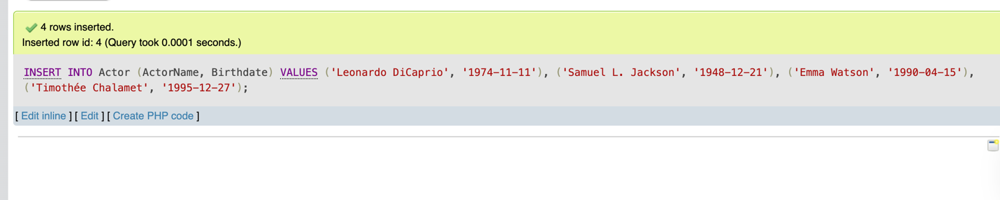 4 rows inserted.
Inserted row id: 4 (Query took 0.0001 seconds.)
INSERT INTO Actor (ActorName, Birthdate) VALUES ('Leonardo DiCaprio', '1974-11-11'), ('Samuel L. Jackson', '1948-12-21'), ('Emma Watson', '1990-04-15'),
('Timothée Chalamet', '1995-12-27');
[ Edit inline ] [ Edit ] [ Create PHP code ]